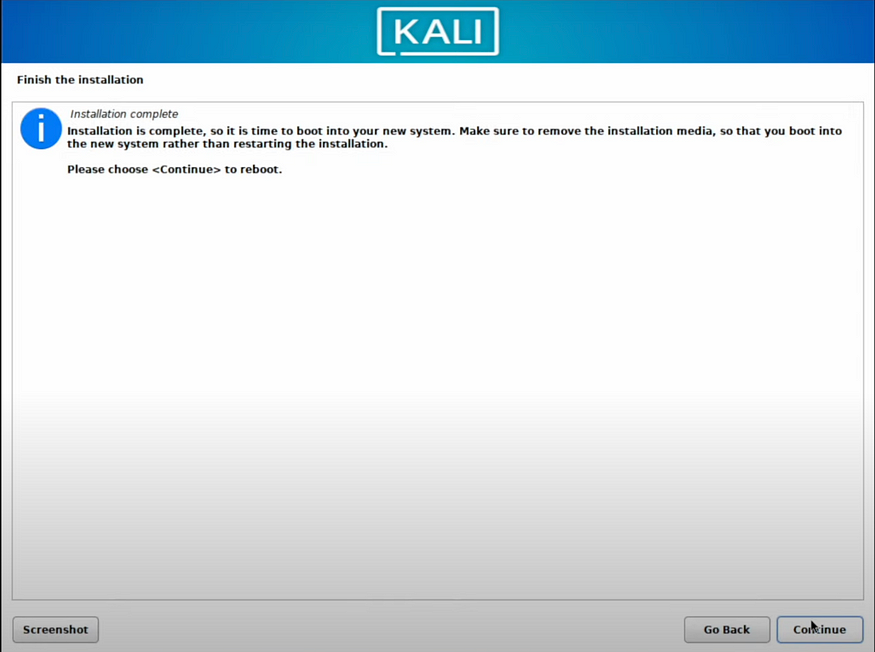 KALI
Finish the installation
Installation complete
Installation is complete, so it is time to boot into your new system. Make sure to remove the installation media, so that you boot into
the new system rather than restarting the installation.
Please choose <Continue> to reboot.
Screenshot
Go Back
Continue